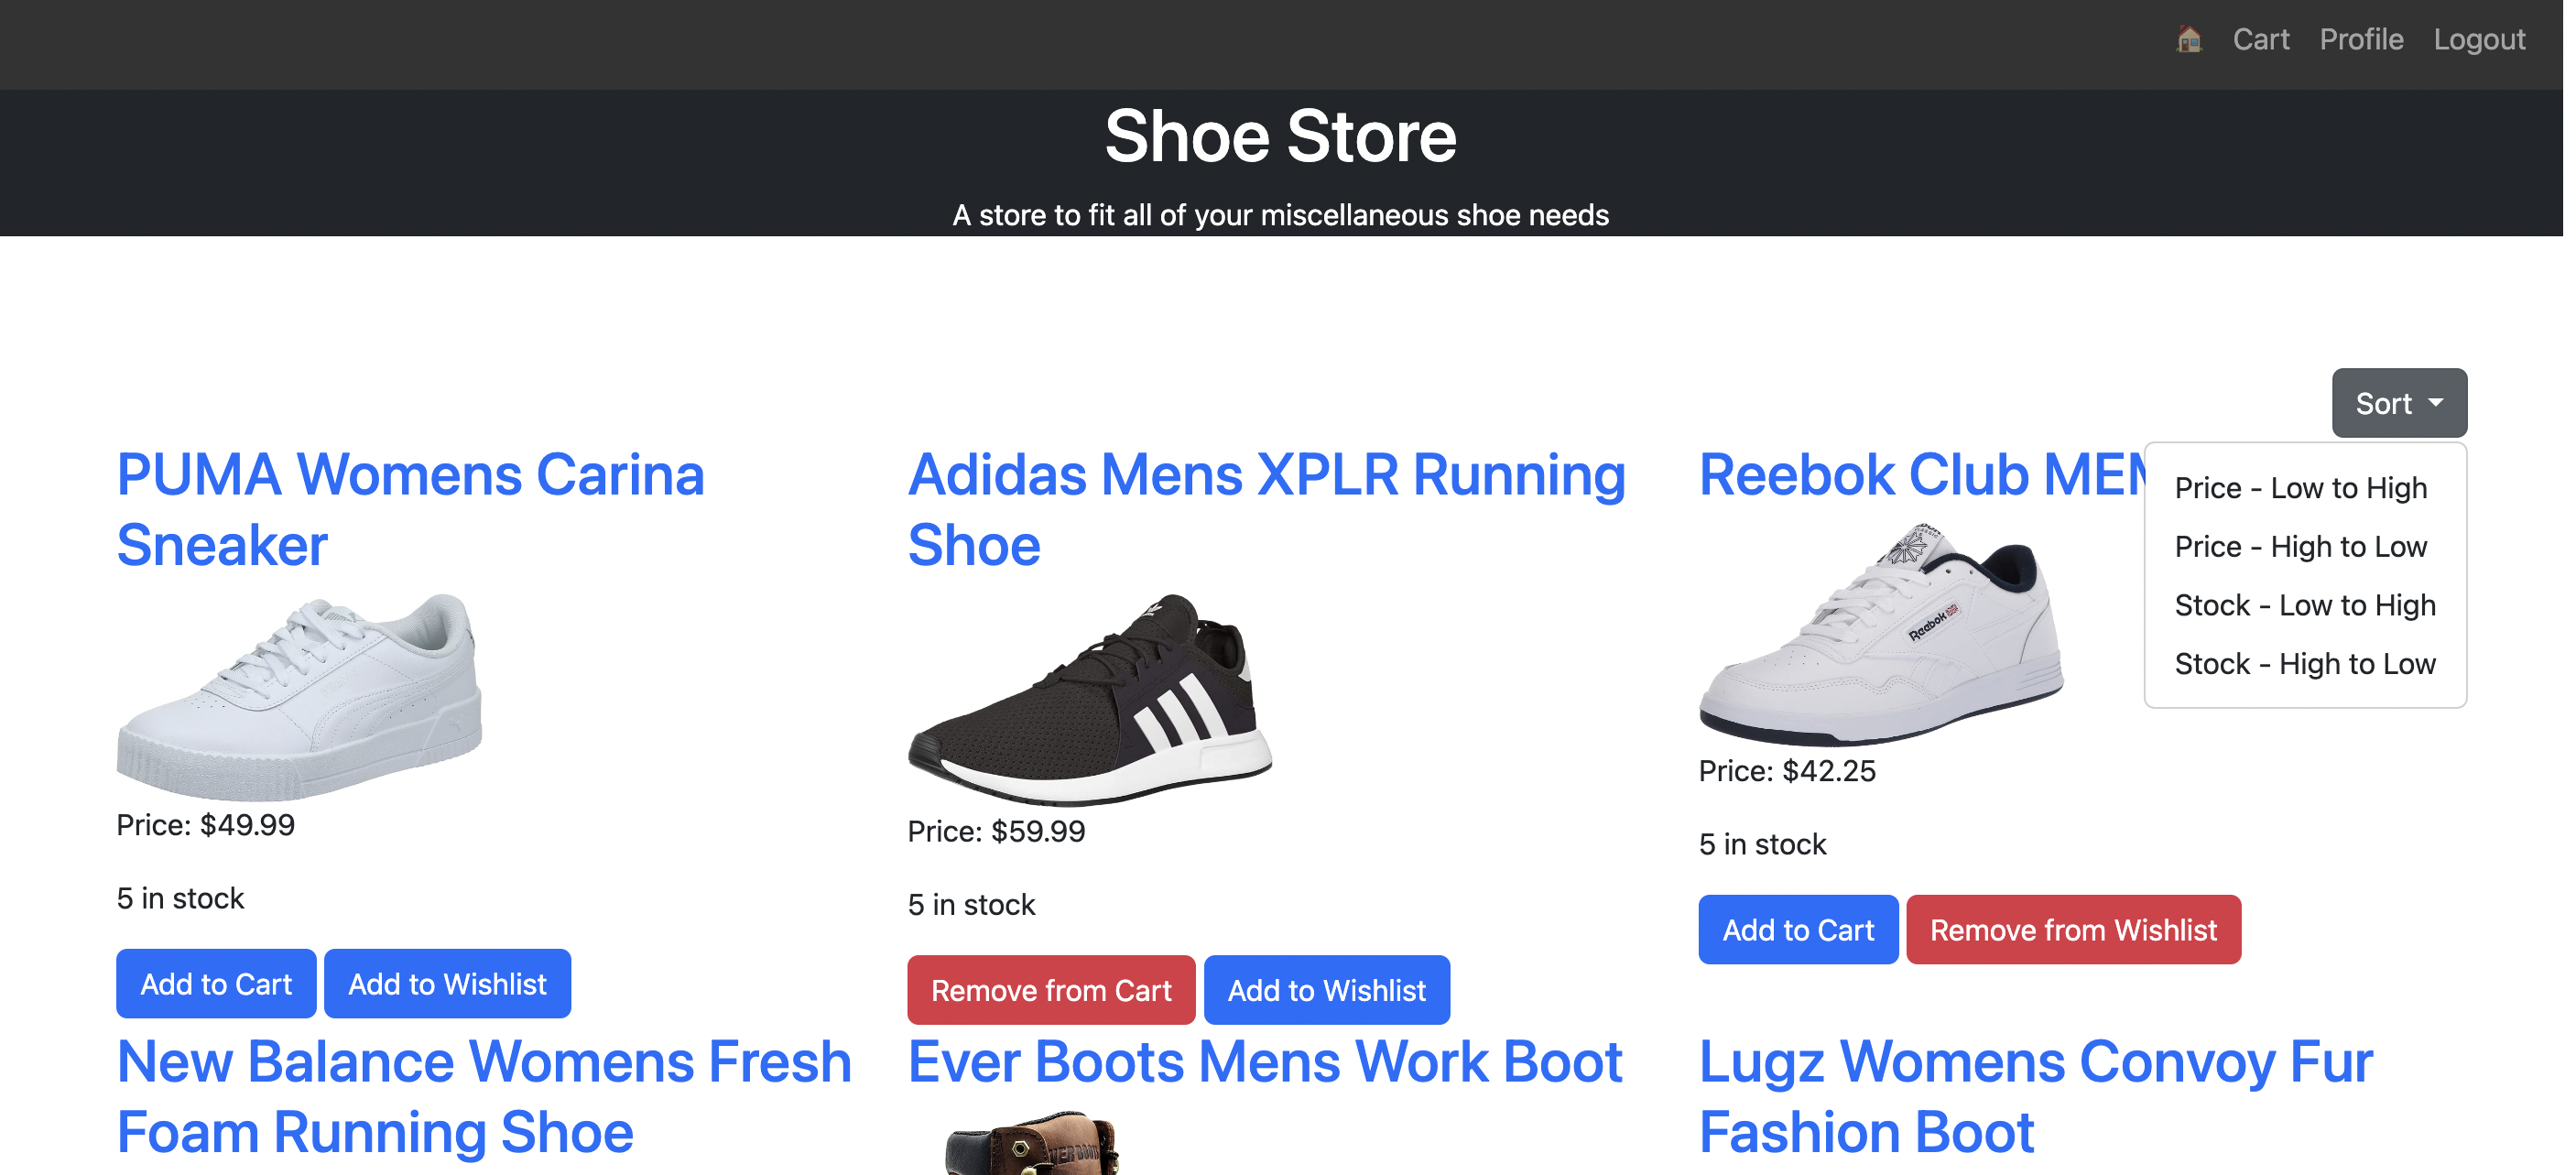 Cart Profile Logout
Shoe Store
A store to fit all of your miscellaneous shoe needs
Sort
Price - Low to High
Price - High to Low
Stock - Low to High
Stock - High to Low
PUMA Womens Carina
Sneaker
Price: $49.99
5 in stock
Add to Cart Add to Wishlist
Adidas Mens XPLR Running
Shoe
Price: $59.99
5 in stock
Remove from Cart Add to Wishlist
Reebok Club
Reebok
Price: $42.25
5 in stock
Add to Cart Remove from Wishlist
New Balance Womens Fresh
Foam Running Shoe
Ever Boots Mens Work Boot
Lugz Womens Convoy Fur
Fashion Boot